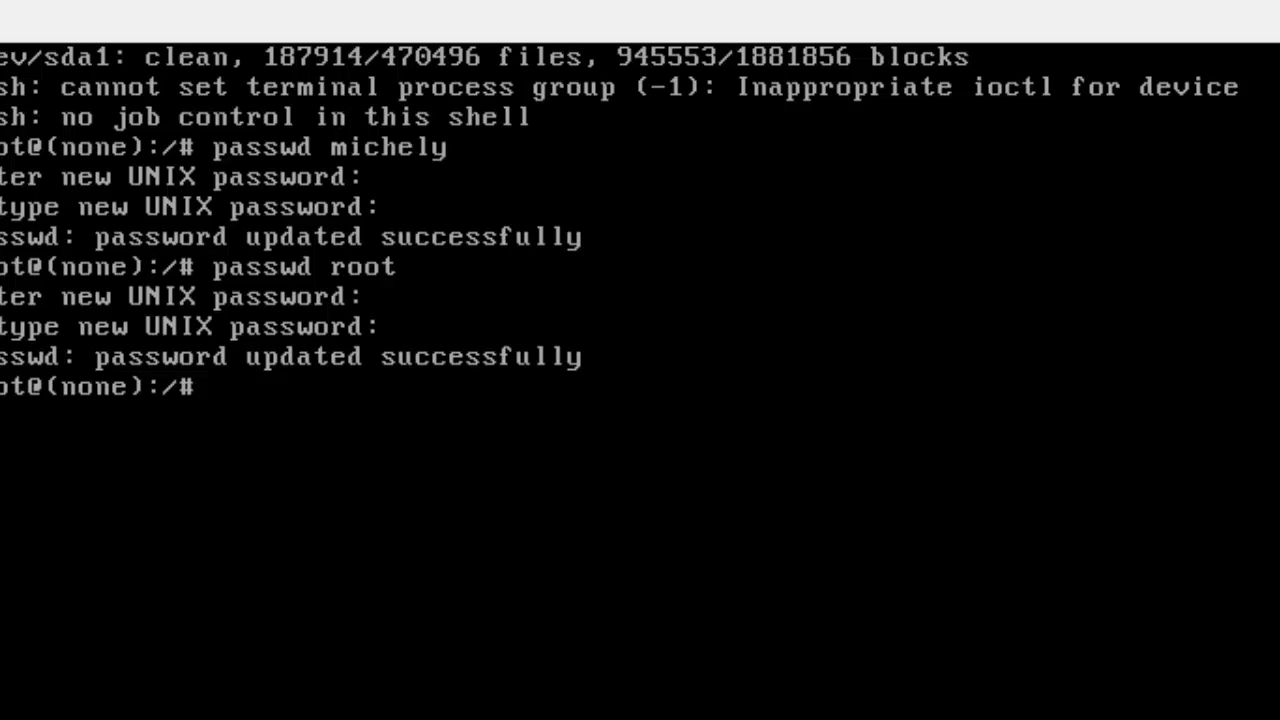 ev/sda1: clean, 187914/470496 files, 945553/1881856 blocks
sh: cannot set terminal process group (-1): Inappropriate ioctl for device
sh: no job control in this shell
ot@(none):/# passwd michely
ter new UNIX password:
type new UNIX password:
sswd: password updated successfully
ot@(none):/# passwd root
ter new UNIX password:
type new UNIX password:
sswd: password updated successfully
ot@(none):/#